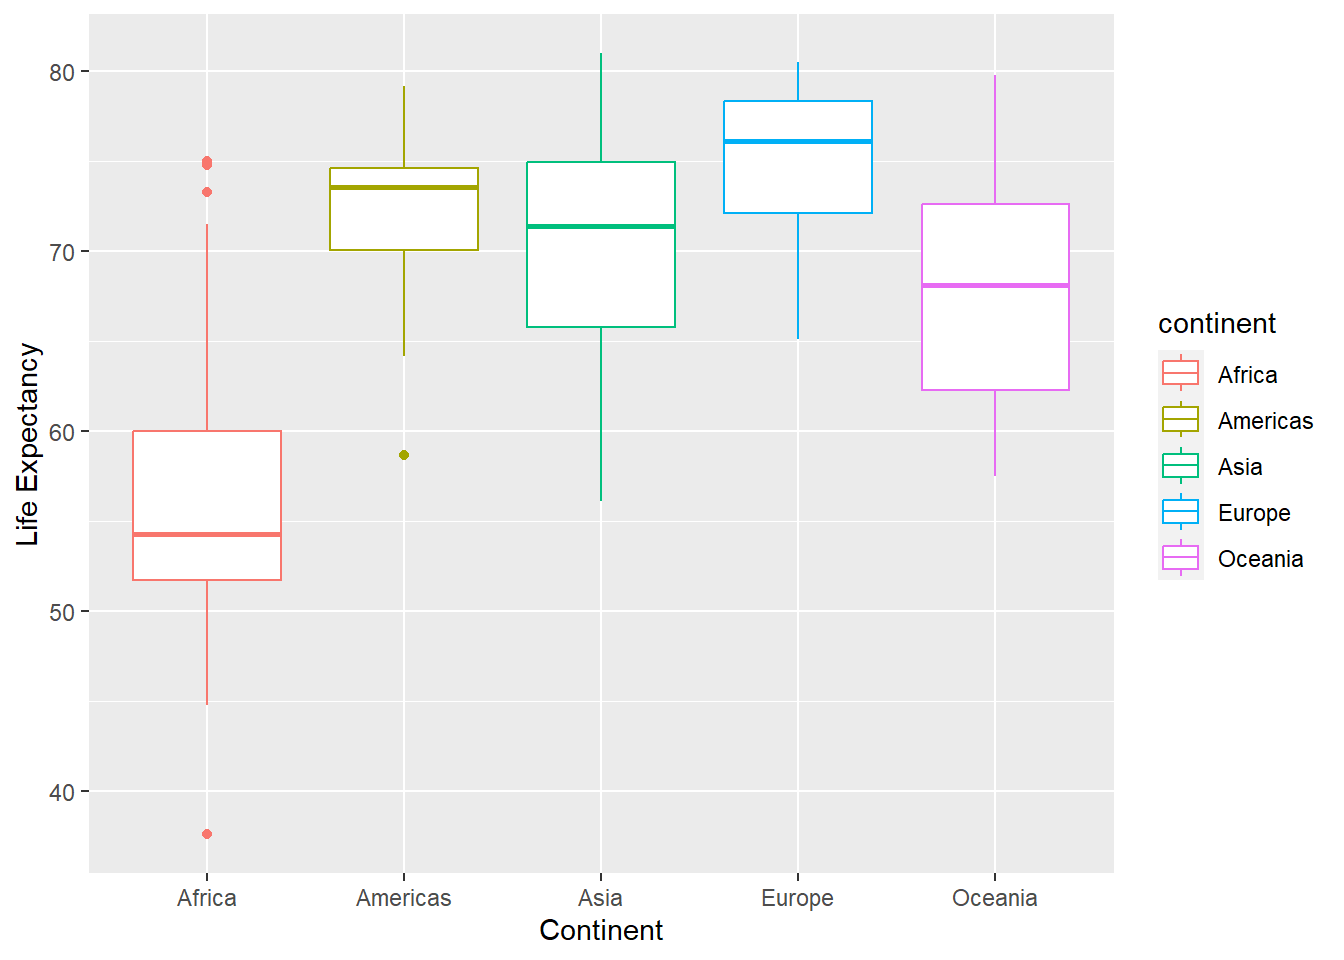 80
70
60
50
40
Life Expectancy
Africa Americas Asia Europe Oceania
Continent
continent
Africa
Americas
Asia
Europe
Oceania